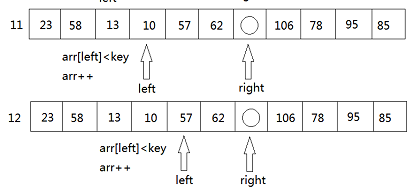 left
11 23 58 13 10 57 62 106 78 95 85
arr[left]<key
arr++
left right
12 23 58 13 10 57 62 106 78 95 85
arr[left]<key
arr++
left right